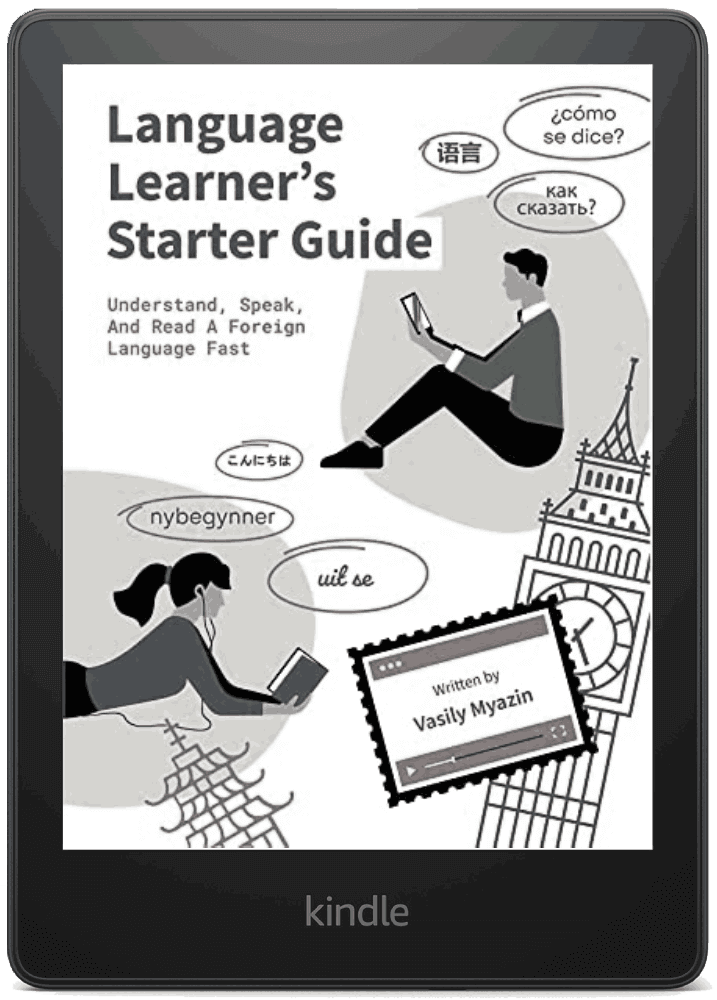 Language
Learner's
Starter Guide
Understand, Speak,
And Read A Foreign
Language Fast
¿cómo
se dice?
语言
как
сказать?
こんにちは
nybegynner
uit se
Written by
Vasily Myazin
kindle